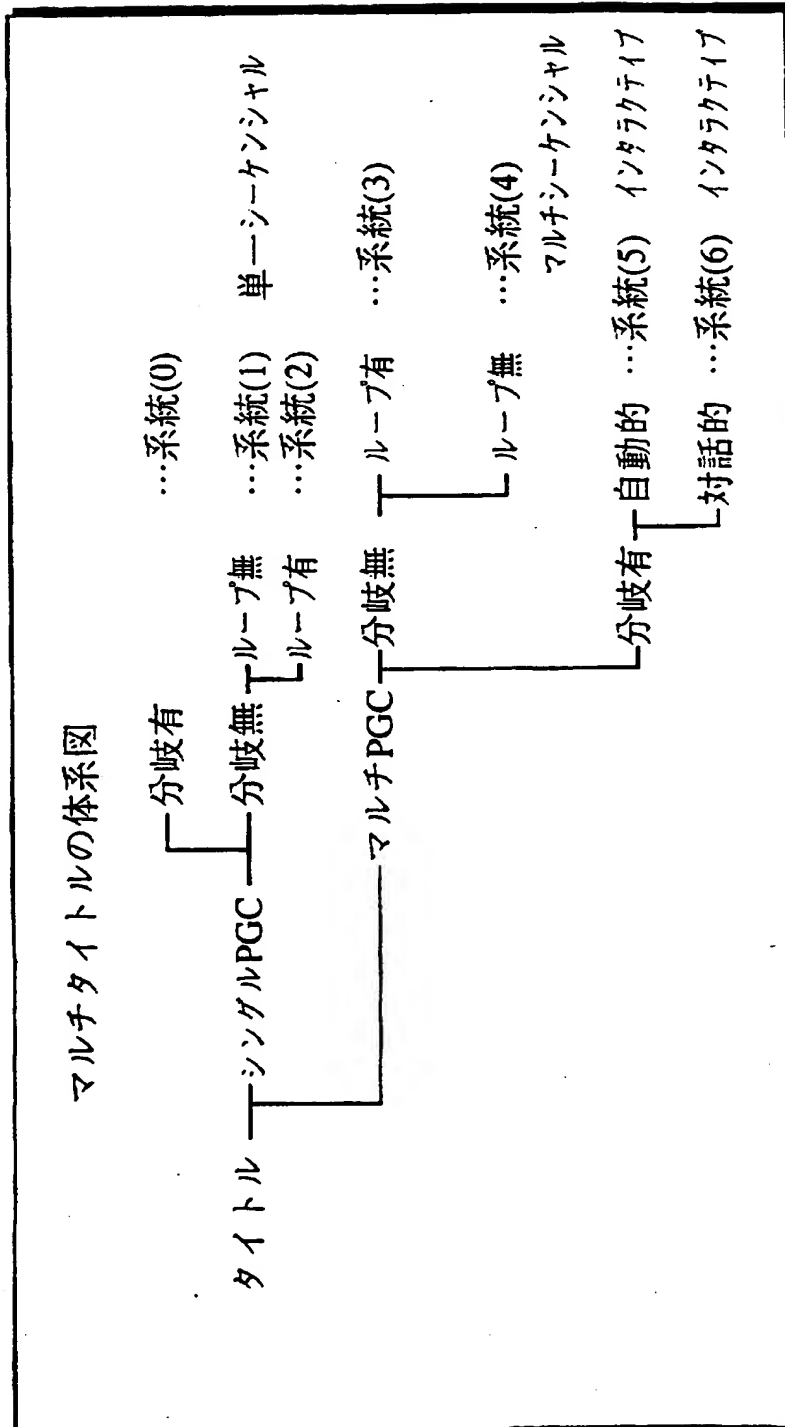 マルチタイトルの体系図
分岐有 …系統(0)
タイトル シングルPGC 分岐無 ループ無 …系統(1) 単一シーケンシャル
ループ有 …系統(2)
マルチPGC 分岐無 ループ有 …系統(3)
ループ無 …系統(4)
マルチシーケンシャル
分岐有 自動的 …系統(5) インタラクティブ
対話的 …系統(6) インタラクティブ